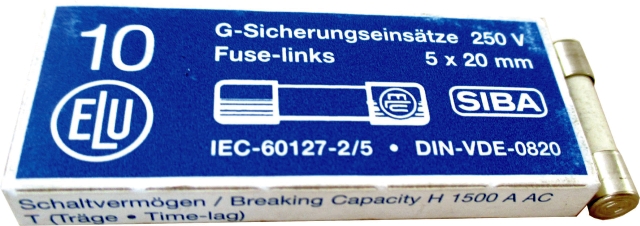 10
G-Sicherungseinsätze 250 V
Fuse-links 5 x 20 mm
ELU
ELU
SIBA
IEC-60127-2/5 • DIN-VDE-0820
Schaltvermögen / Breaking Capacity H 1500 A AC
T (Träge • Time-lag)